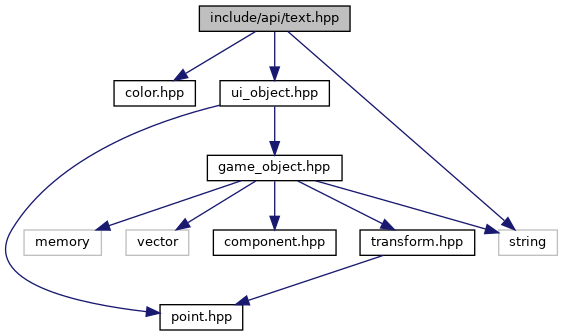 include/api/text.hpp
color.hpp
ui_object.hpp
game_object.hpp
memory
vector
component.hpp
transform.hpp
string
point.hpp